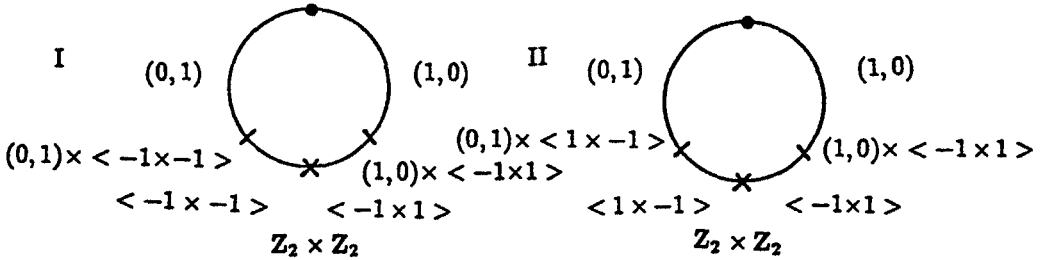 I
(0, 1)
(1, 0)
(0, 1)× < −1×−1 >
(1, 0)× < −1×1 >
< −1 × −1 >
< −1×1 >
Z₂ × Z₂
II
(0, 1)
(1, 0)
(0, 1)× < 1 × −1 >
(1, 0)× < −1×1 >
< 1 × −1 >
< −1×1 >
Z₂ × Z₂